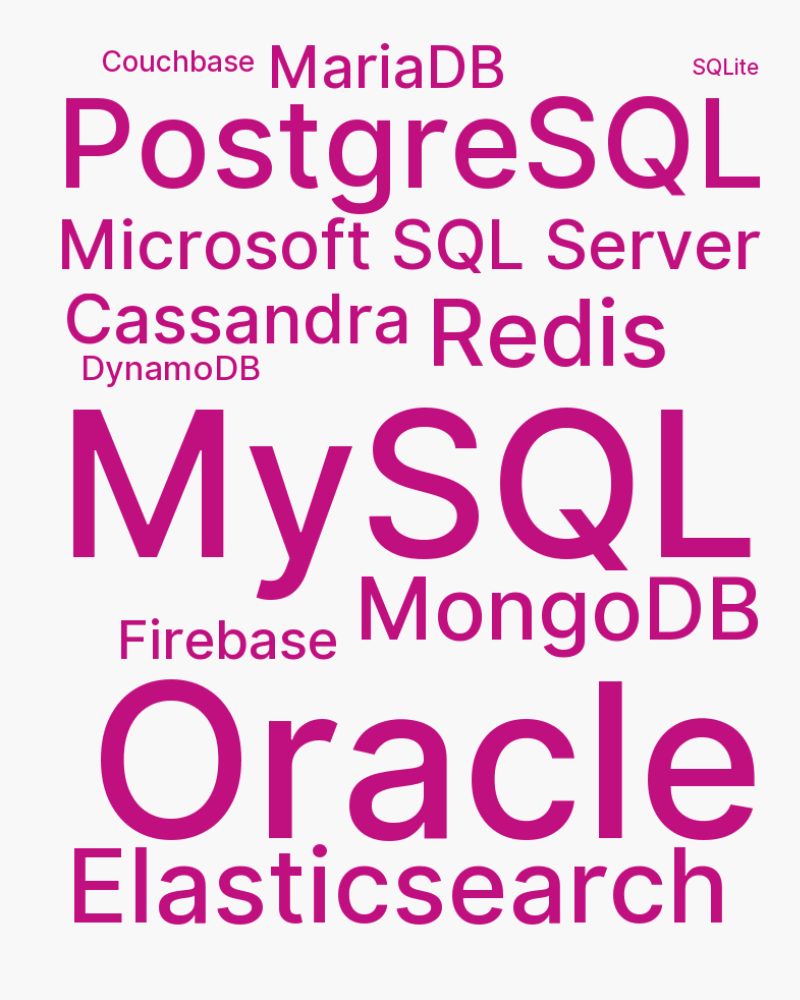 Couchbase MariaDB SQLite
PostgreSQL
Microsoft SQL Server
Cassandra Redis
DynamoDB
MySQL
MongoDB
Firebase
Oracle
Elasticsearch